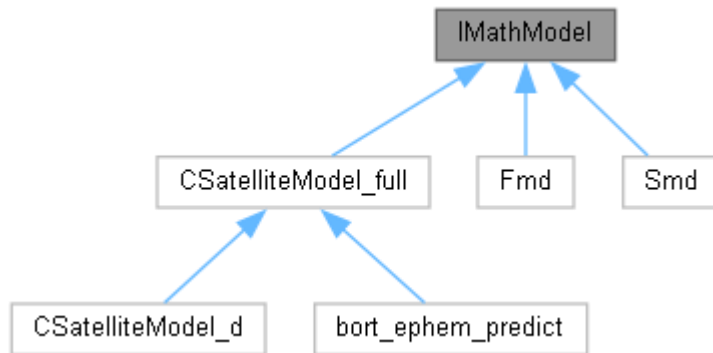 IMathModel
CSatelliteModel_full
Fmd
Smd
CSatelliteModel_d
bort_ephem_predict